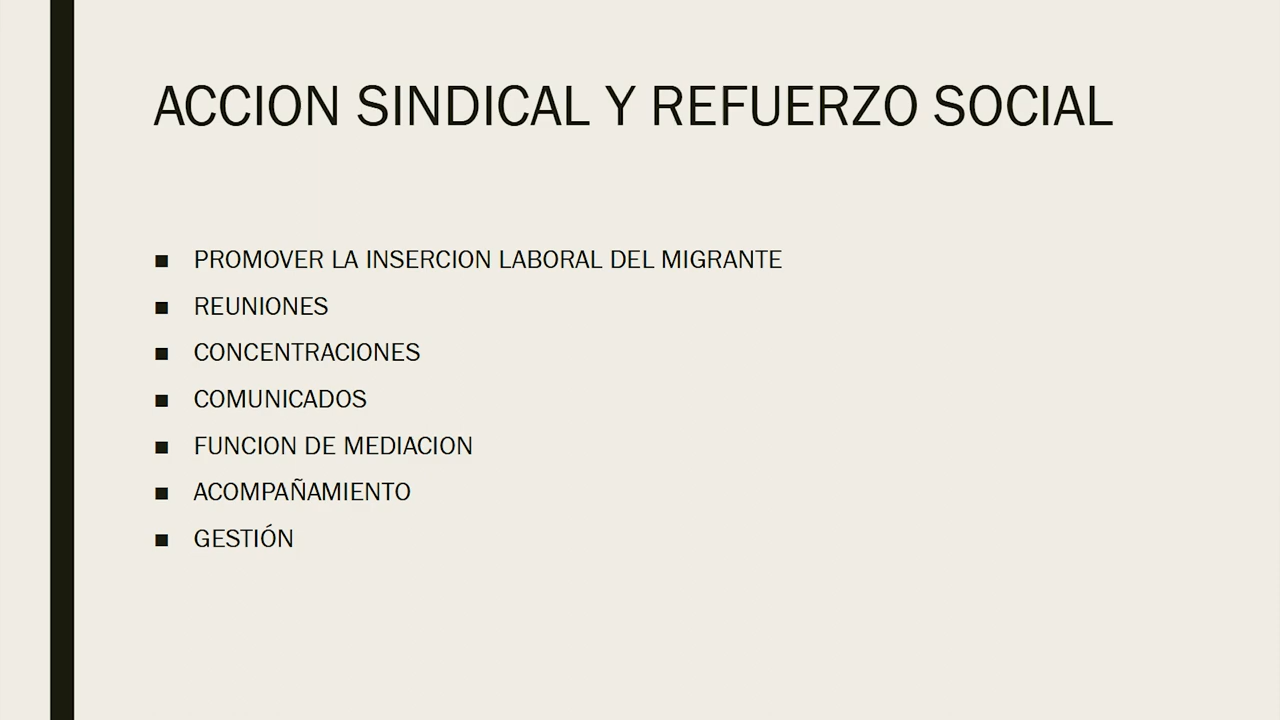 ACCION SINDICAL Y REFUERZO SOCIAL
▪ PROMOVER LA INSERCION LABORAL DEL MIGRANTE
▪ REUNIONES
▪ CONCENTRACIONES
▪ COMUNICADOS
▪ FUNCION DE MEDIACION
▪ ACOMPAÑAMIENTO
▪ GESTIÓN